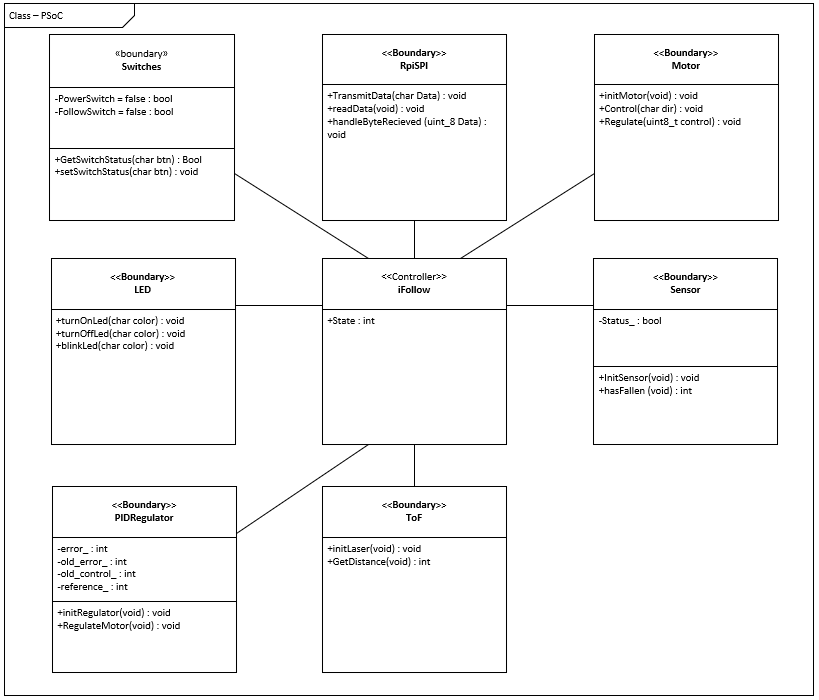 Class – PSoC
«boundary»
Switches
-PowerSwitch = false : bool
-FollowSwitch = false : bool
+GetSwitchStatus(char btn) : Bool
+setSwitchStatus(char btn) : void
<<Boundary>>
RpiSPI
+TransmitData(char Data) : void
+readData(void) : void
+handleByteRecieved (uint_8 Data) :
void
<<Boundary>>
Motor
+initMotor(void) : void
+Control(char dir) : void
+Regulate(uint8_t control) : void
<<Boundary>>
LED
+turnOnLed(char color) : void
+turnOffLed(char color) : void
+blinkLed(char color) : void
<<Controller>>
iFollow
+State : int
<<Boundary>>
Sensor
-Status_ : bool
+InitSensor(void) : void
+hasFallen (void) : int
<<Boundary>>
PIDRegulator
-error_ : int
-old_error_ : int
-old_control_ : int
-reference_ : int
+initRegulator(void) : void
+RegulateMotor(void) : void
<<Boundary>>
ToF
+initLaser(void) : void
+GetDistance(void) : int